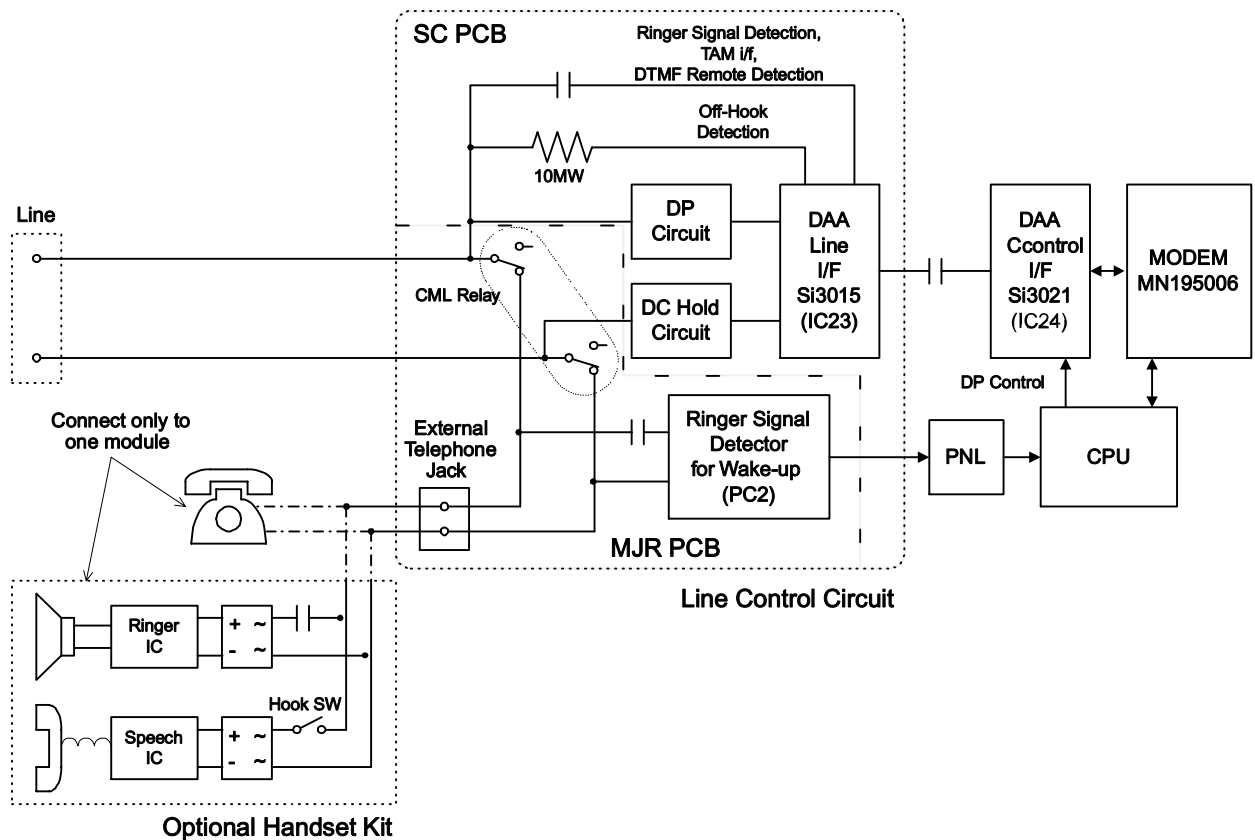 SC PCB
Ringer Signal Detection,
TAM i/f,
DTMF Remote Detection
Off-Hook
Detection
10MW
Line
DP
Circuit
DAA
Line
I/F
Si3015
(IC23)
DAA
Ccontrol
I/F
Si3021
(IC24)
MODEM
MN195006
CML Relay
DC Hold
Circuit
DP Control
Connect only to
one module
External
Telephone
Jack
Ringer Signal
Detector
for Wake-up
(PC2)
PNL
CPU
MJR PCB
Line Control Circuit
Ringer
IC
+ ~
- ~
Hook SW
Speech
IC
+ ~
- ~
Optional Handset Kit